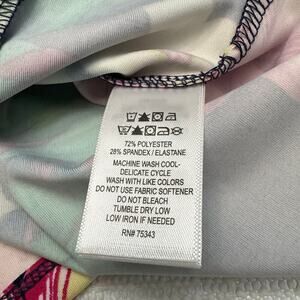 72% POLYESTER
28% SPANDEX / ELASTANE
MACHINE WASH COOL-
DELICATE CYCLE
WASH WITH LIKE COLORS
DO NOT USE FABRIC SOFTENER
DO NOT BLEACH
TUMBLE DRY LOW
LOW IRON IF NEEDED
RN# 75343